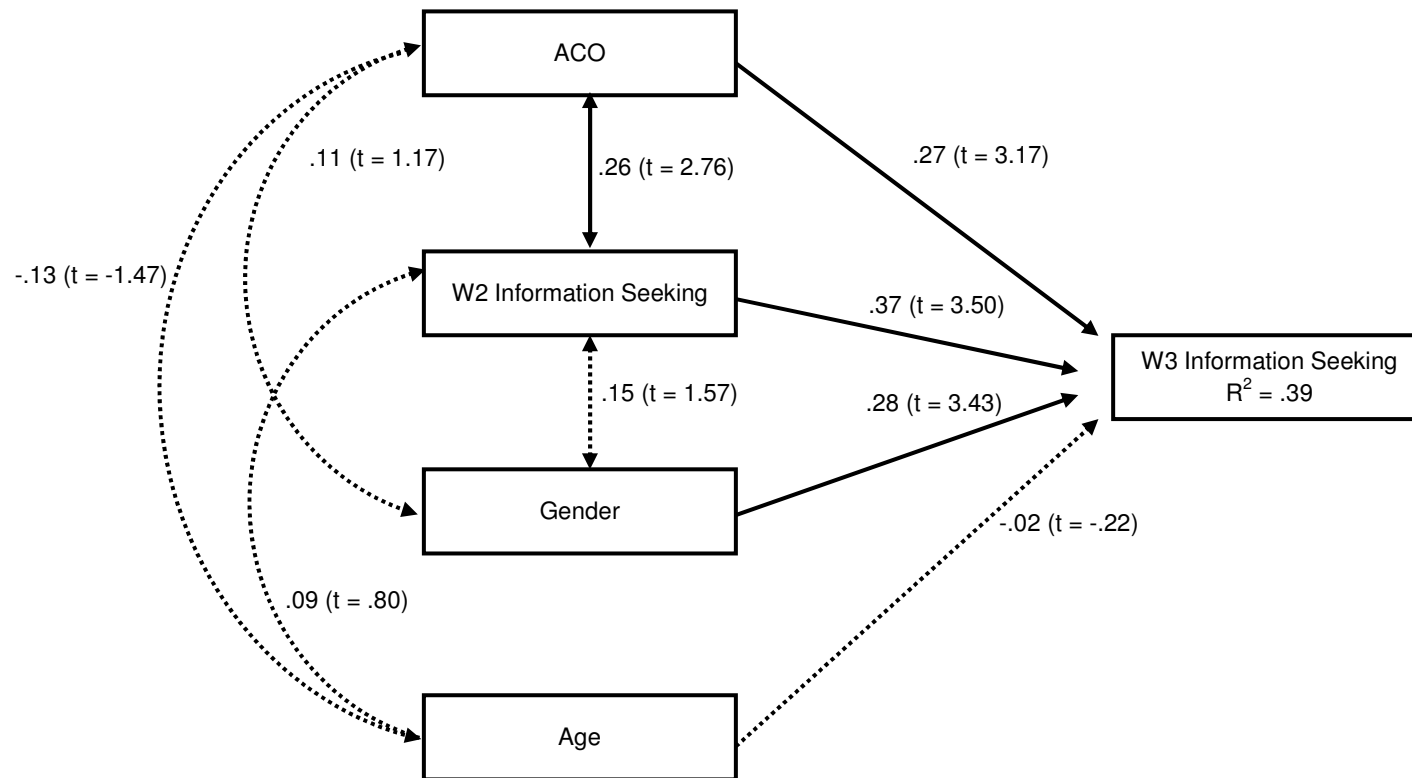 ACO
.11 (t = 1.17)
.26 (t = 2.76)
.27 (t = 3.17)
-.13 (t = -1.47)
W2 Information Seeking
.37 (t = 3.50)
W3 Information Seeking
R² = .39
.15 (t = 1.57)
.28 (t = 3.43)
Gender
-.02 (t = -.22)
.09 (t = .80)
Age